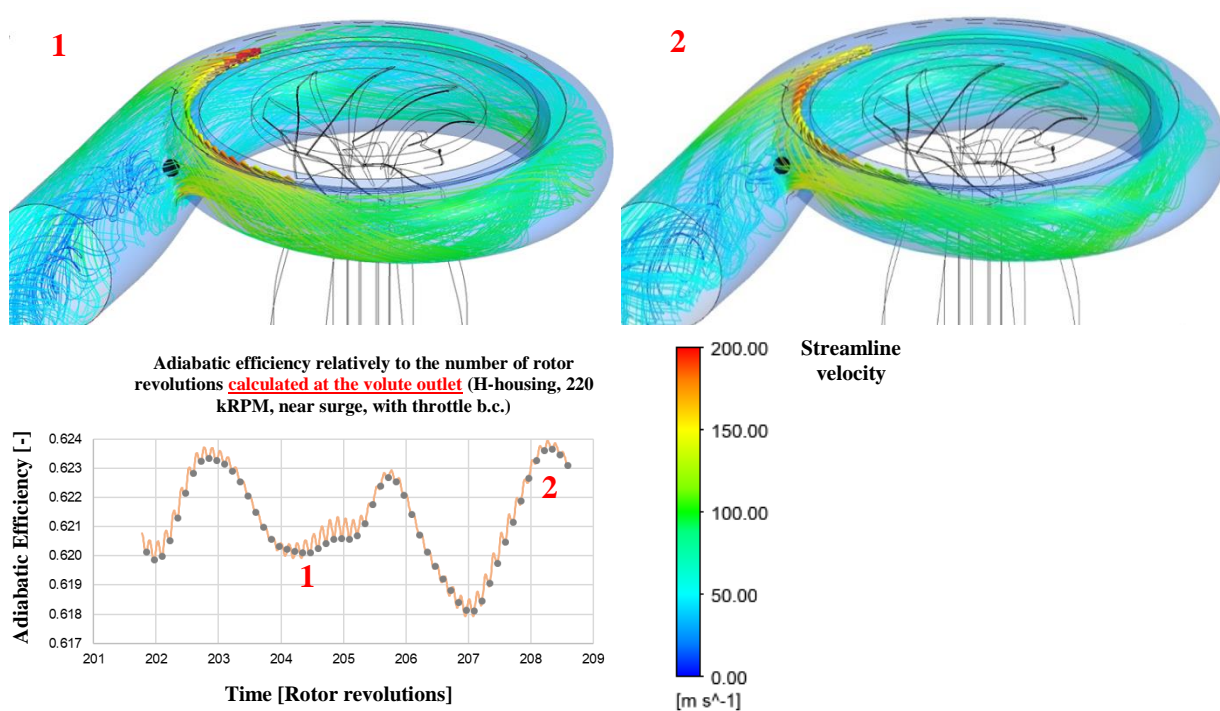 1
2
Adiabatic efficiency relatively to the number of rotor
revolutions calculated at the volute outlet (H-housing, 220
kRPM, near surge, with throttle b.c.)
Adiabatic Efficiency [-]
0.624
0.623
0.622
0.621
0.620
0.619
0.618
0.617
1
2
201 202 203 204 205 206 207 208 209
Time [Rotor revolutions]
200.00
150.00
100.00
50.00
0.00
[m s^-1]
Streamline
velocity